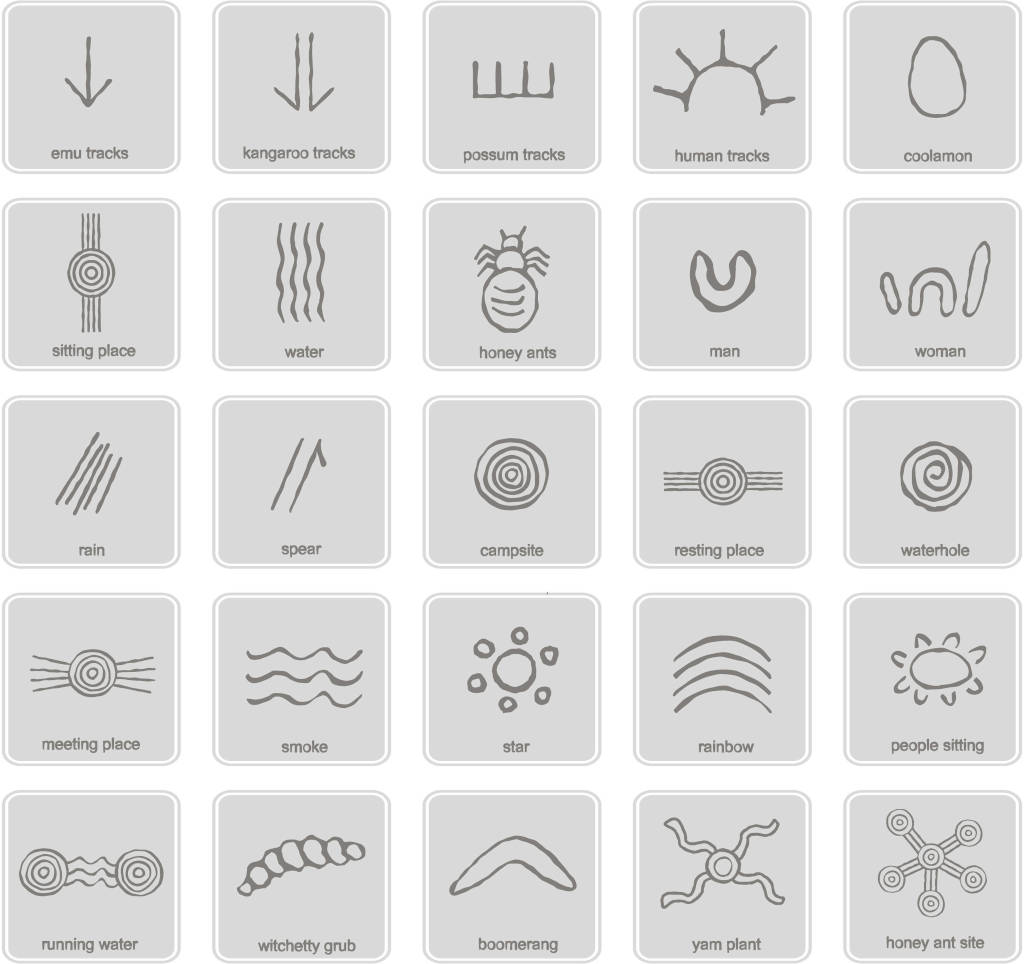 emu tracks
kangaroo tracks
possum tracks
human tracks
coolamon
sitting place
water
honey ants
man
woman
rain
spear
campsite
resting place
waterhole
meeting place
smoke
star
rainbow
people sitting
running water
witchetty grub
boomerang
yam plant
honey ant site